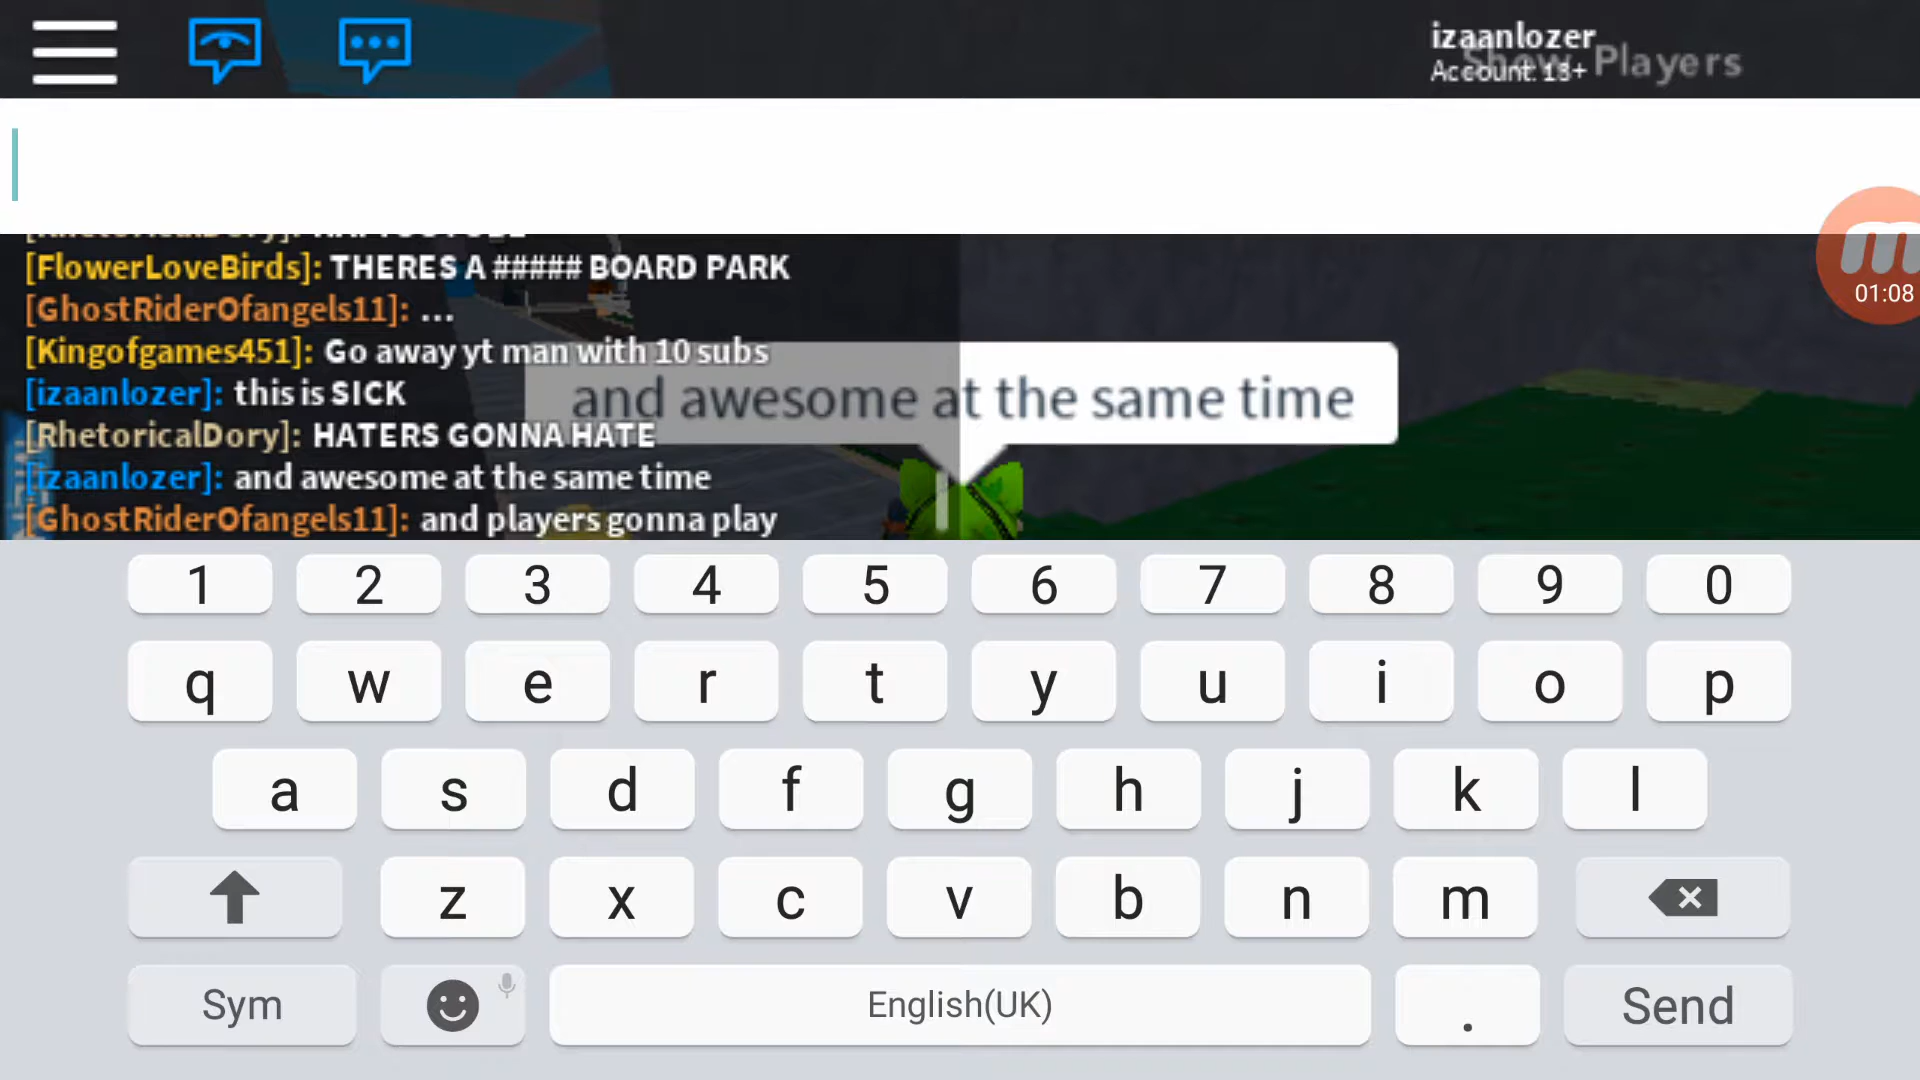 izaanlozer
Account: 13+
Show Players
01:08
[FlowerLoveBirds]: THERES A ##### BOARD PARK
[GhostRiderOfangels11]: ...
[Kingofgames451]: Go away yt man with 10 subs
[izaanlozer]: this is SICK
[RhetoricalDory]: HATERS GONNA HATE
[izaanlozer]: and awesome at the same time
[GhostRiderOfangels11]: and players gonna play
and awesome at the same time
1 2 3 4 5 6 7 8 9 0
q w e r t y u i o p
a s d f g h j k l
z x c v b n m
Sym English(UK) . Send